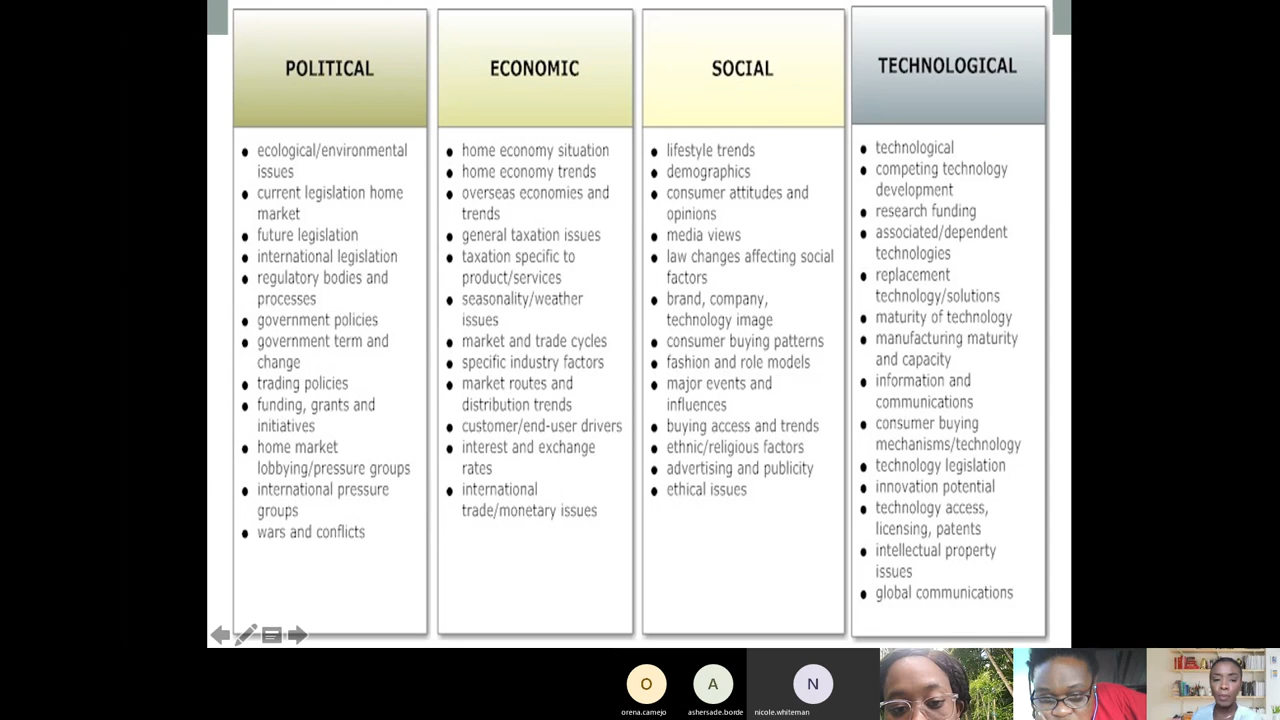 POLITICAL
• ecological/environmental
issues
• current legislation home
market
• future legislation
• international legislation
• regulatory bodies and
processes
• government policies
• government term and
change
• trading policies
• funding, grants and
initiatives
• home market
lobbying/pressure groups
• international pressure
groups
• wars and conflicts
ECONOMIC
• home economy situation
• home economy trends
• overseas economies and
trends
• general taxation issues
• taxation specific to
product/services
• seasonality/weather
issues
• market and trade cycles
• specific industry factors
• market routes and
distribution trends
• customer/end-user drivers
• interest and exchange
rates
• international
trade/monetary issues
SOCIAL
• lifestyle trends
• demographics
• consumer attitudes and
opinions
• media views
• law changes affecting social
factors
• brand, company,
technology image
• consumer buying patterns
• fashion and role models
• major events and
influences
• buying access and trends
• ethnic/religious factors
• advertising and publicity
• ethical issues
TECHNOLOGICAL
• technological
• competing technology
development
• research funding
• associated/dependent
technologies
• replacement
technology/solutions
• maturity of technology
• manufacturing maturity
and capacity
• information and
communications
• consumer buying
mechanisms/technology
• technology legislation
• innovation potential
• technology access,
licensing, patents
• intellectual property
issues
• global communications
O
orena.camejo
A
ashersade.borde
N
nicole.whiteman